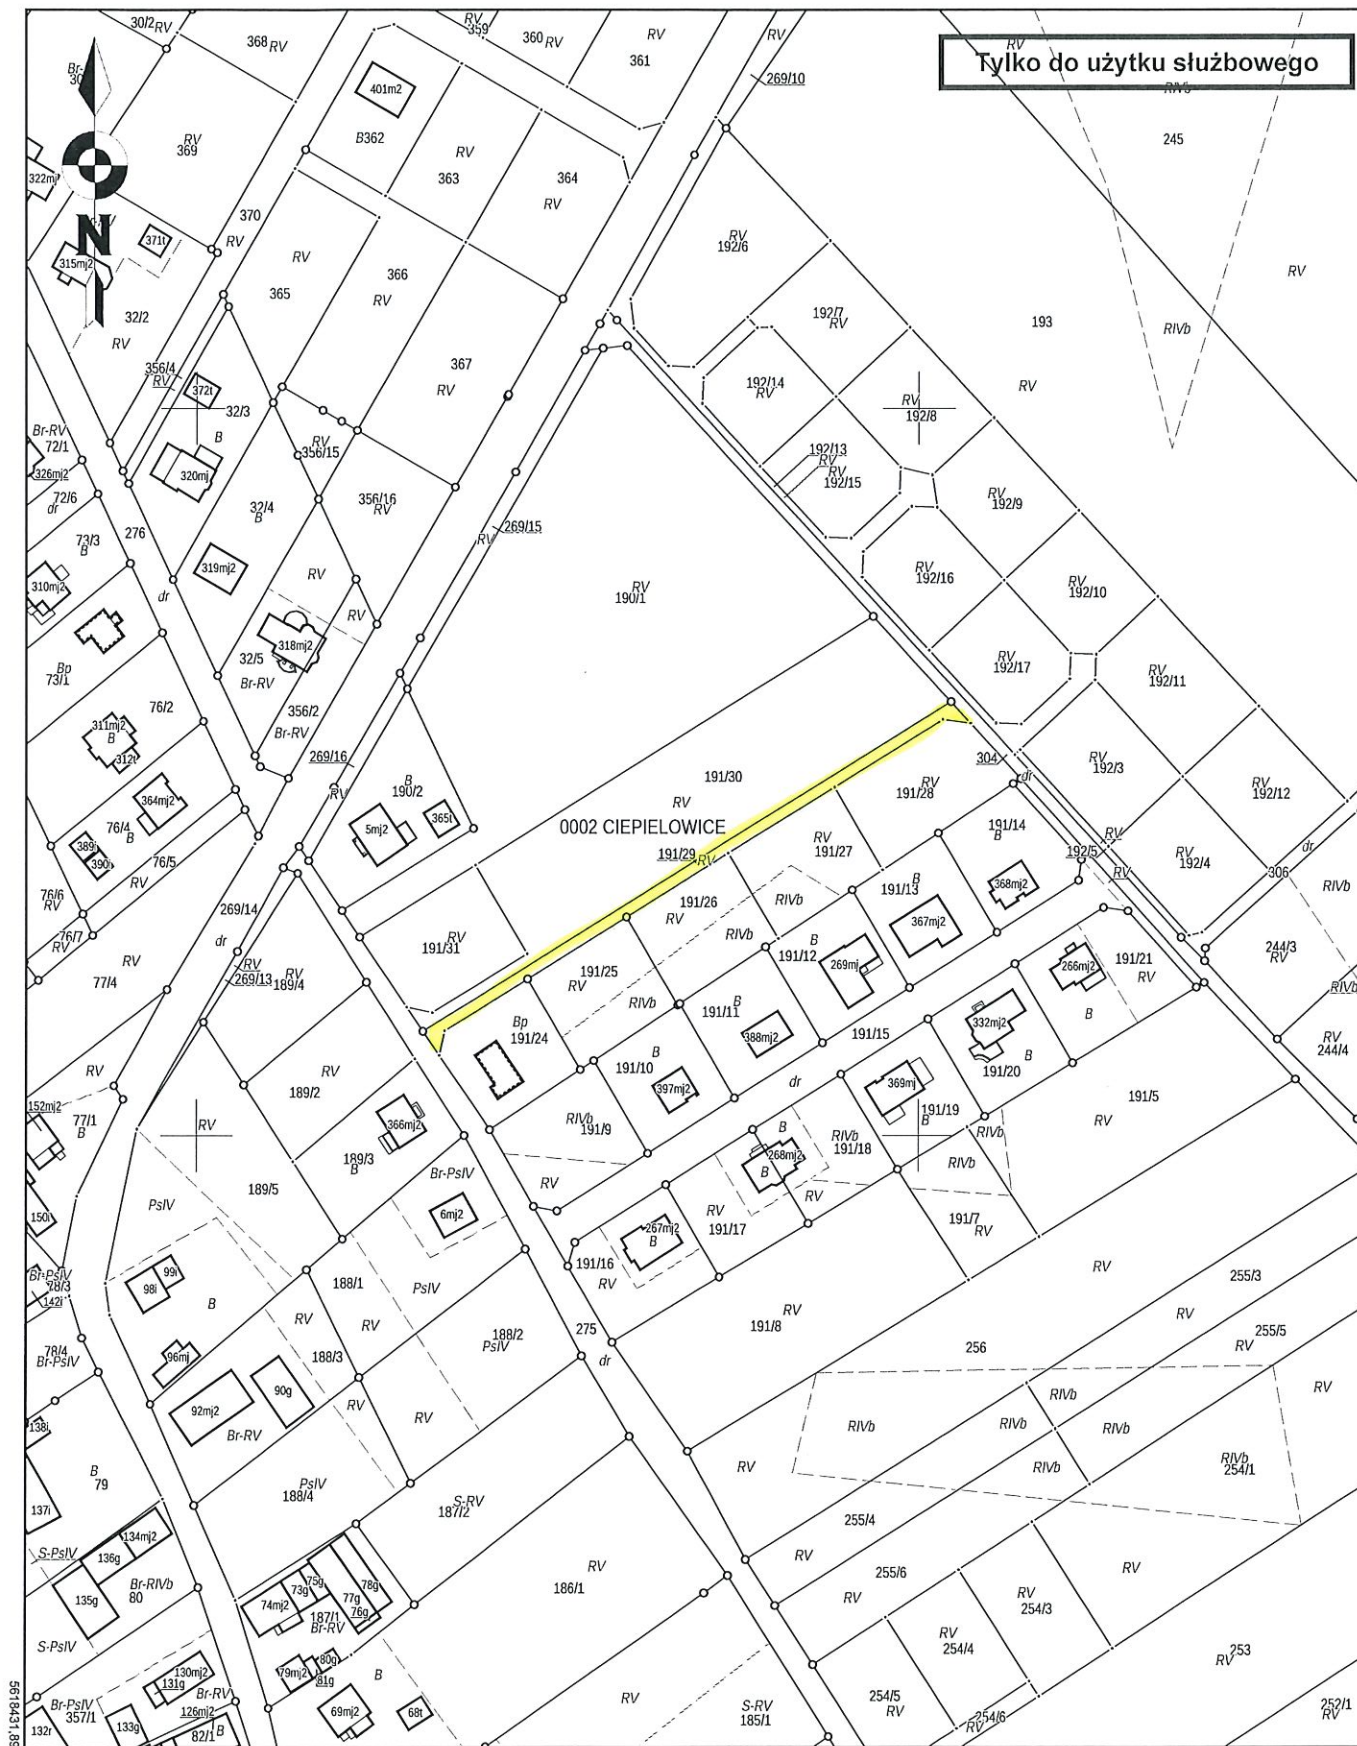 30/2
RV
368 RV
RV
359
360 RV
RV
361
RV
269/10
RV
Tylko do użytku służbowego
RIVb
245
Br-
30
401m2
B362
RV
369
RV
363
364
RV
322mj
370
RV
N
371t
315mj2
RV
365
366
RV
RV
192/6
RV
32/2
RV
192/7
RV
193
RIVb
RV
356/4
RV
372t
32/3
B
367
RV
192/14
RV
RV
192/8
Br-RV
72/1
326mj2
72/6
dr
320mj
RV
356/15
192/13
RV
RV
192/15
32/4
B
356/16
RV
RV
192/9
276
269/15
RV
73/3
B
310mj2
319mj2
RV
RV
192/16
RV
192/10
dr
RV
190/1
RV
318mj2
32/5
Br-RV
Bp
73/1
RV
192/17
RV
192/11
76/2
311mj2
B
312t
356/2
Br-RV
269/16
RV
304
dr
RV
192/3
RV
192/12
364mj2
B
190/2
5mj2
365t
191/30
RV
RV
191/28
0002 CIEPIELOWICE
76/4
B
389i
390i
76/5
RV
191/29
RV
RV
191/27
191/14
B
192/5
RV
RV
RV
192/4
dr
306
RIVb
76/6
RV
269/14
191/26
RV
RIVb
191/13
B
367mj2
368mj2
76/7
RV
dr
RV
191/31
RIVb
B
191/12
269mj
RV
77/4
RV
269/13
RV
189/4
191/25
RV
RIVb
191/11
B
266mj2
191/21
RV
244/3
RV
RIVb
Bp
191/24
388mj2
191/15
332mj2
B
191/20
B
RV
244/4
RV
RV
189/2
191/10
B
397mj2
dr
369mj
191/5
RV
152mj2
77/1
B
RV
366mj2
RIVb
191/9
B
268mj2
B
RIVb
191/18
191/19
B
RIVb
189/3
B
Br-PsIV
RIVb
150i
PsIV
189/5
6mj2
RV
191/17
RV
191/7
RV
267mj2
B
Br-PsIV
78/3
142i
99i
98i
B
188/1
PsIV
191/16
RV
RV
255/3
RV
191/8
RV
188/2
PsIV
275
dr
RV
255/5
RV
78/4
Br-PsIV
96mj
RV
188/3
256
92mj2
90g
Br-RV
RV
RV
RIVb
RV
138i
RIVb
RIVb
RIVb
B
79
137i
PsIV
188/4
S-RV
187/2
RV
RIVb
RIVb
254/1
S-PsIV
134mj2
136g
255/4
RV
135g
Br-RIVb
80
75g
73g
78g
77g
76g
74mj2
187/1
Br-RV
RV
186/1
255/6
RV
RV
RV
254/3
S-PsIV
RV
254/4
253
RV
79mj2
80g
81g
B
130mj2
131g
Br-RV
126mj2
Br-PsIV
357/1
132r
133g
82/1
B
69mj2
68t
RV
S-RV
185/1
254/5
RV
254/6
RV
252/1
RV